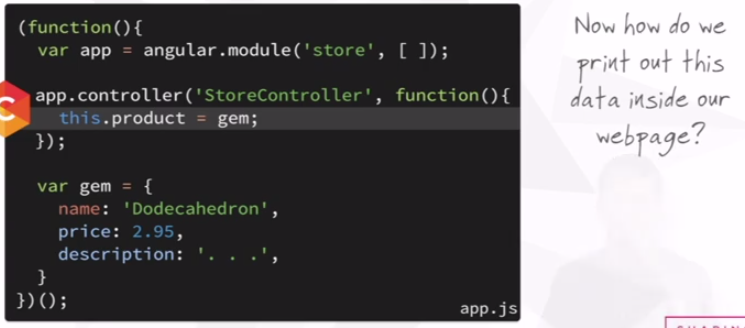 (function(){
var app = angular.module('store', [ ]);
app.controller('StoreController', function(){
this.product = gem;
});
var gem = {
name: 'Dodecahedron',
price: 2.95,
description: '. . .',
}
})();
app.js
Now how do we
print out this
data inside our
webpage?